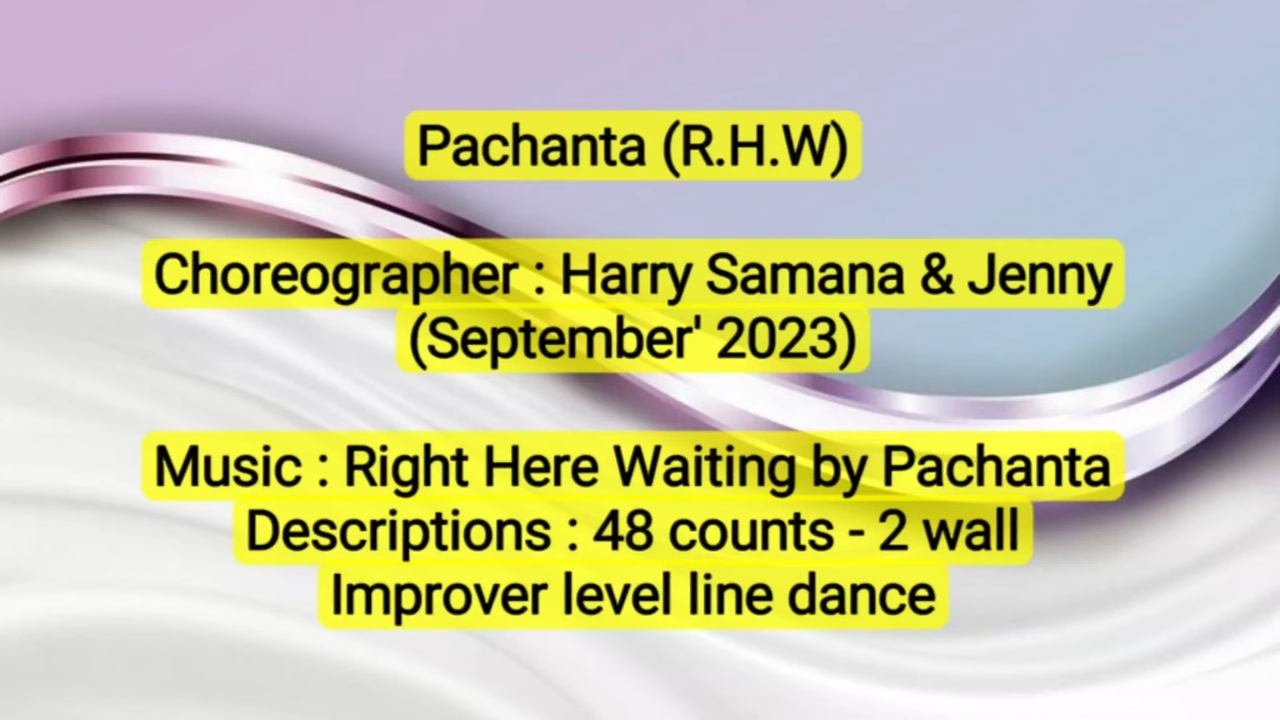 Pachanta (R.H.W)
Choreographer : Harry Samana & Jenny
(September' 2023)
Music : Right Here Waiting by Pachanta
Descriptions : 48 counts - 2 wall
Improver level line dance